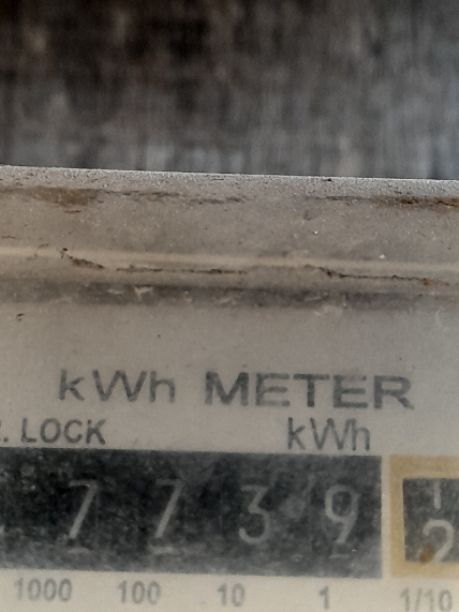 kWh METER
. LOCK kWh
7 7 3 9
1000 100 10 1 1/10